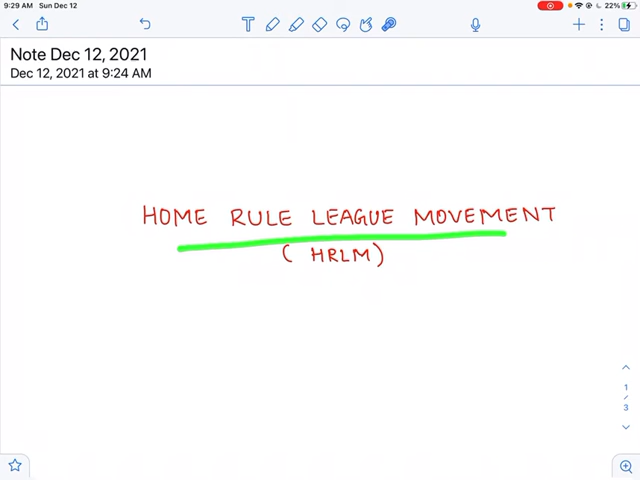 9:29 AM Sun Dec 12
22%
Note Dec 12, 2021
Dec 12, 2021 at 9:24 AM
HOME RULE LEAGUE MOVEMENT
( HRLM)
1
/
3